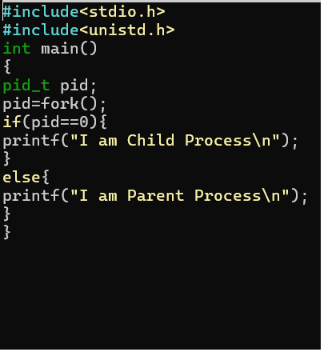 #include<stdio.h>
#include<unistd.h>
int main()
{
pid_t pid;
pid=fork();
if(pid==0){
printf("I am Child Process\n");
}
else{
printf("I am Parent Process\n");
}
}